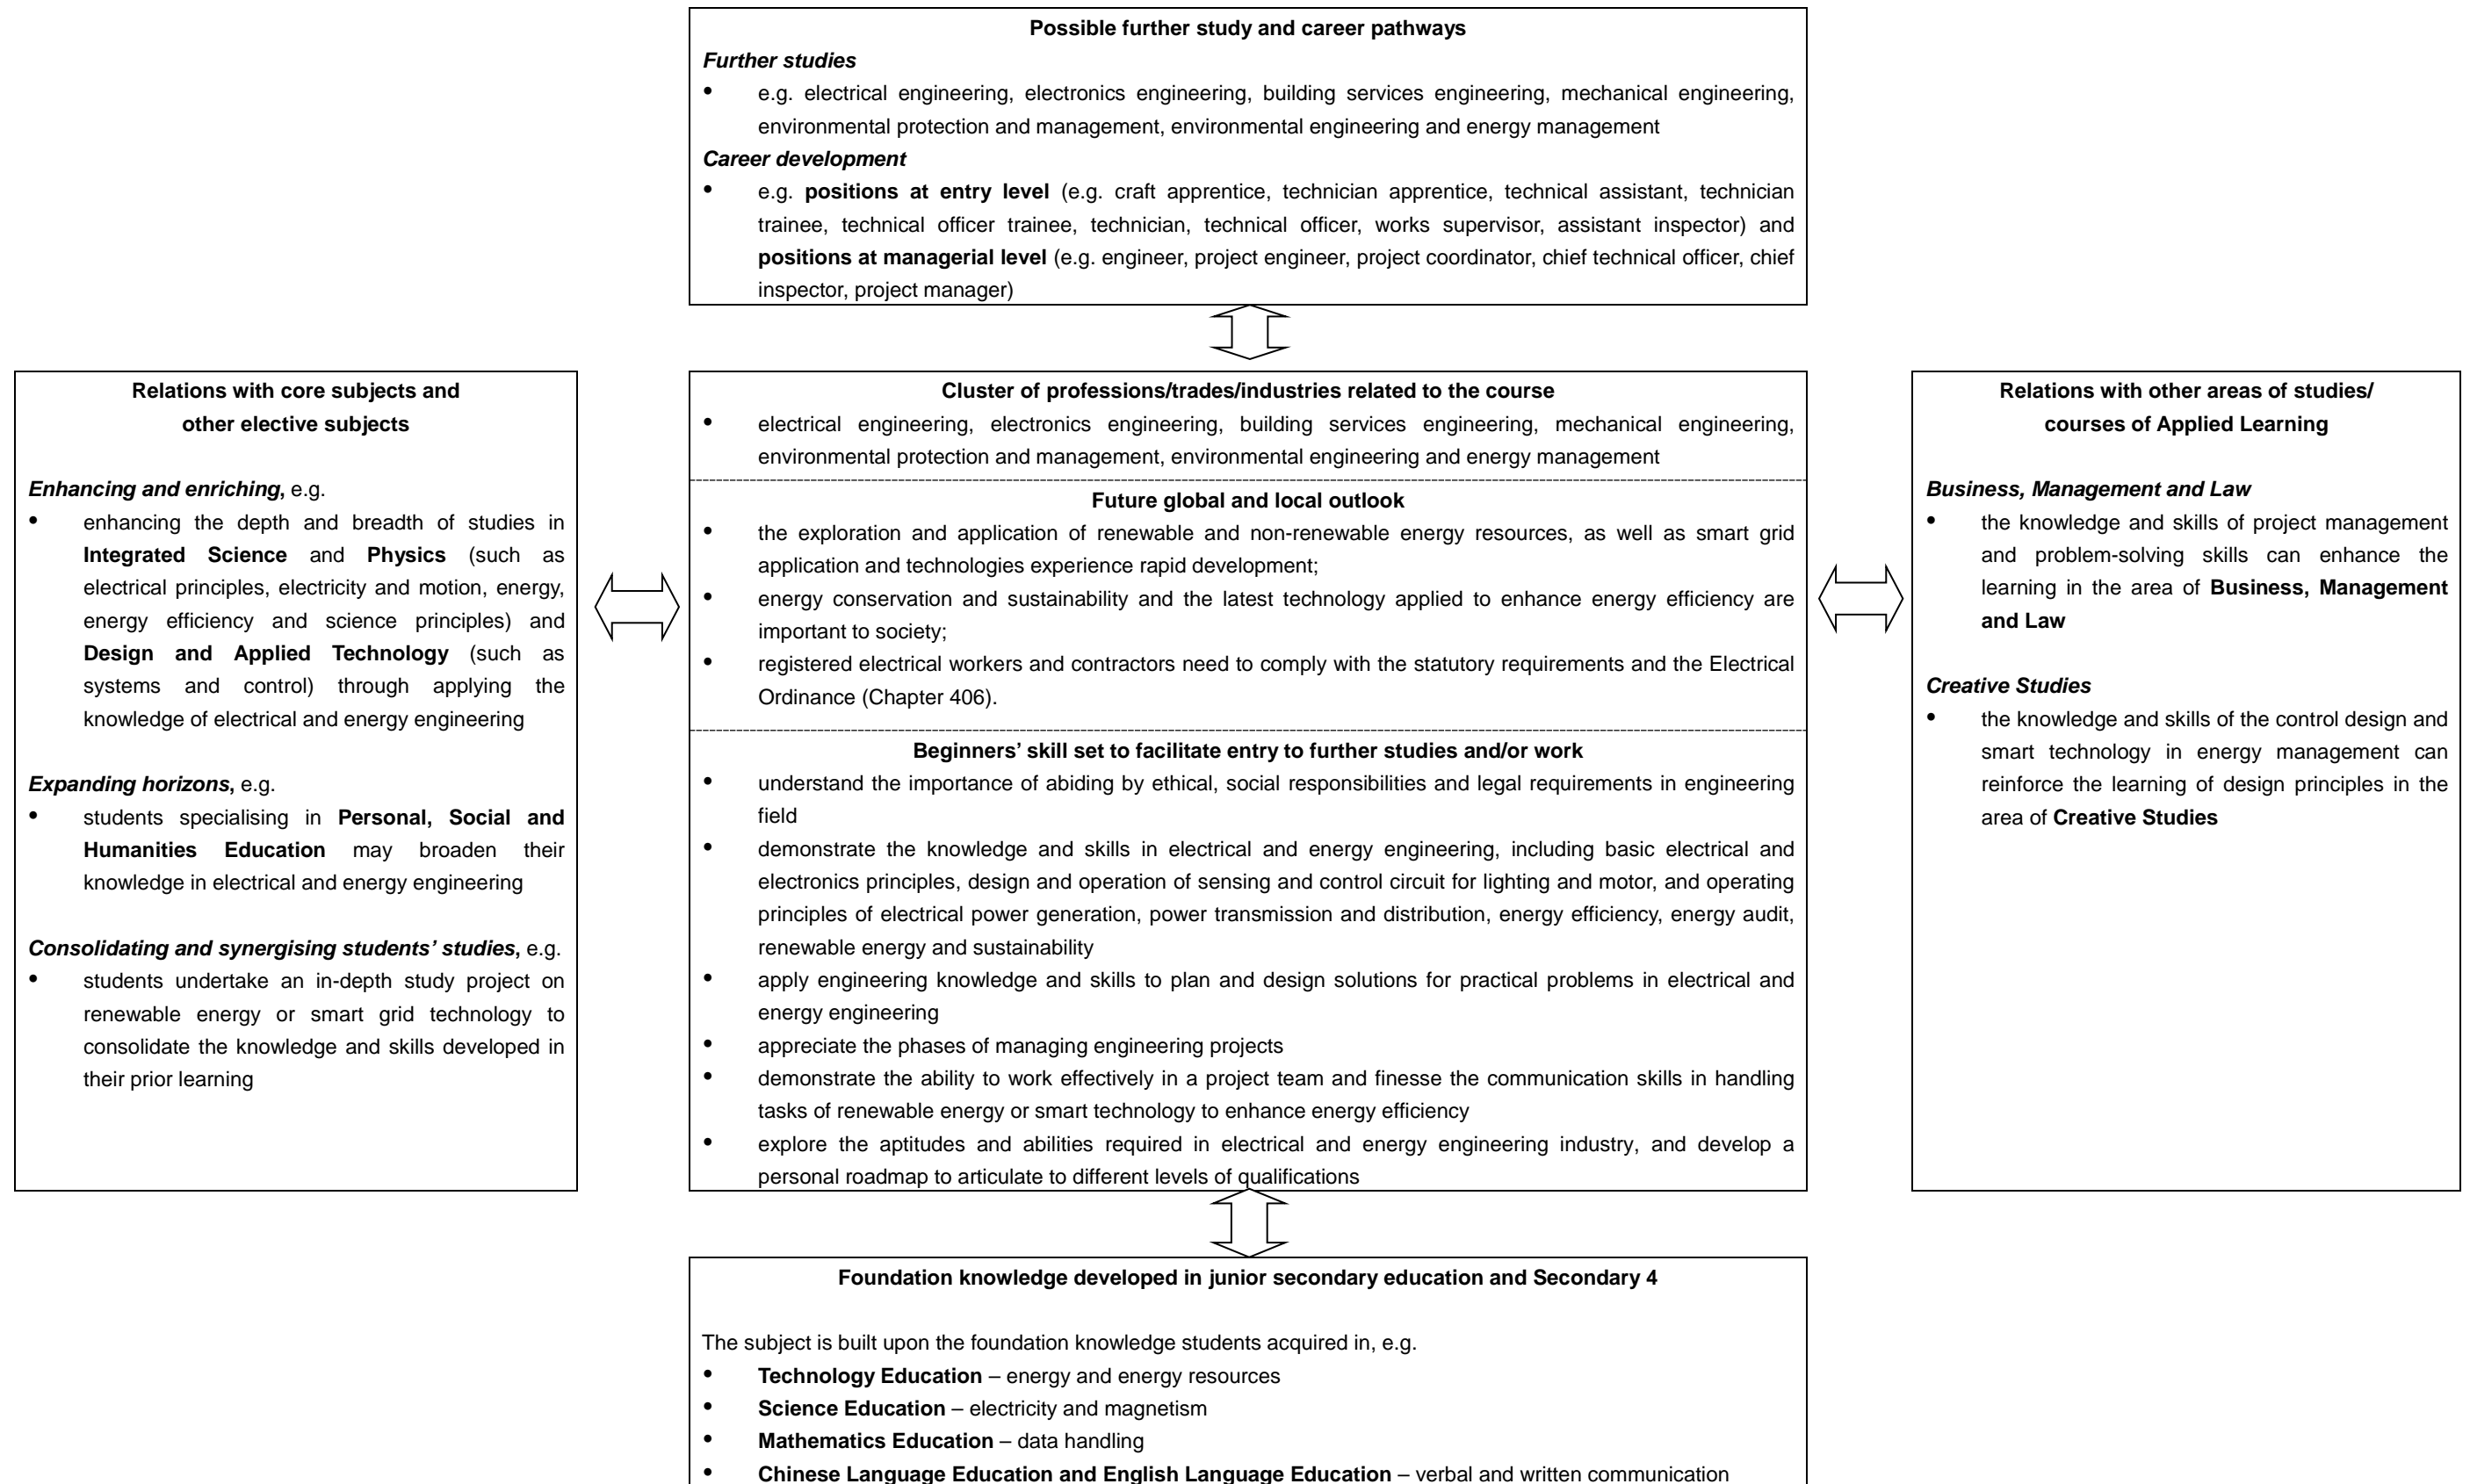 Possible further study and career pathways
Further studies
• e.g. electrical engineering, electronics engineering, building services engineering, mechanical engineering,
environmental protection and management, environmental engineering and energy management
Career development
• e.g. positions at entry level (e.g. craft apprentice, technician apprentice, technical assistant, technician
trainee, technical officer trainee, technician, technical officer, works supervisor, assistant inspector) and
positions at managerial level (e.g. engineer, project engineer, project coordinator, chief technical officer, chief
inspector, project manager)
Relations with core subjects and
other elective subjects
Enhancing and enriching, e.g.
• enhancing the depth and breadth of studies in
Integrated Science and Physics (such as
electrical principles, electricity and motion, energy,
energy efficiency and science principles) and
Design and Applied Technology (such as
systems and control) through applying the
knowledge of electrical and energy engineering
Expanding horizons, e.g.
• students specialising in Personal, Social and
Humanities Education may broaden their
knowledge in electrical and energy engineering
Consolidating and synergising students' studies, e.g.
• students undertake an in-depth study project on
renewable energy or smart grid technology to
consolidate the knowledge and skills developed in
their prior learning
Cluster of professions/trades/industries related to the course
• electrical engineering, electronics engineering, building services engineering, mechanical engineering,
environmental protection and management, environmental engineering and energy management
Future global and local outlook
• the exploration and application of renewable and non-renewable energy resources, as well as smart grid
application and technologies experience rapid development;
• energy conservation and sustainability and the latest technology applied to enhance energy efficiency are
important to society;
• registered electrical workers and contractors need to comply with the statutory requirements and the Electrical
Ordinance (Chapter 406).
Beginners' skill set to facilitate entry to further studies and/or work
• understand the importance of abiding by ethical, social responsibilities and legal requirements in engineering
field
• demonstrate the knowledge and skills in electrical and energy engineering, including basic electrical and
electronics principles, design and operation of sensing and control circuit for lighting and motor, and operating
principles of electrical power generation, power transmission and distribution, energy efficiency, energy audit,
renewable energy and sustainability
• apply engineering knowledge and skills to plan and design solutions for practical problems in electrical and
energy engineering
• appreciate the phases of managing engineering projects
• demonstrate the ability to work effectively in a project team and finesse the communication skills in handling
tasks of renewable energy or smart technology to enhance energy efficiency
• explore the aptitudes and abilities required in electrical and energy engineering industry, and develop a
personal roadmap to articulate to different levels of qualifications
Relations with other areas of studies/
courses of Applied Learning
Business, Management and Law
• the knowledge and skills of project management
and problem-solving skills can enhance the
learning in the area of Business, Management
and Law
Creative Studies
• the knowledge and skills of the control design and
smart technology in energy management can
reinforce the learning of design principles in the
area of Creative Studies
Foundation knowledge developed in junior secondary education and Secondary 4
The subject is built upon the foundation knowledge students acquired in, e.g.
• Technology Education – energy and energy resources
• Science Education – electricity and magnetism
• Mathematics Education – data handling
• Chinese Language Education and English Language Education – verbal and written communication